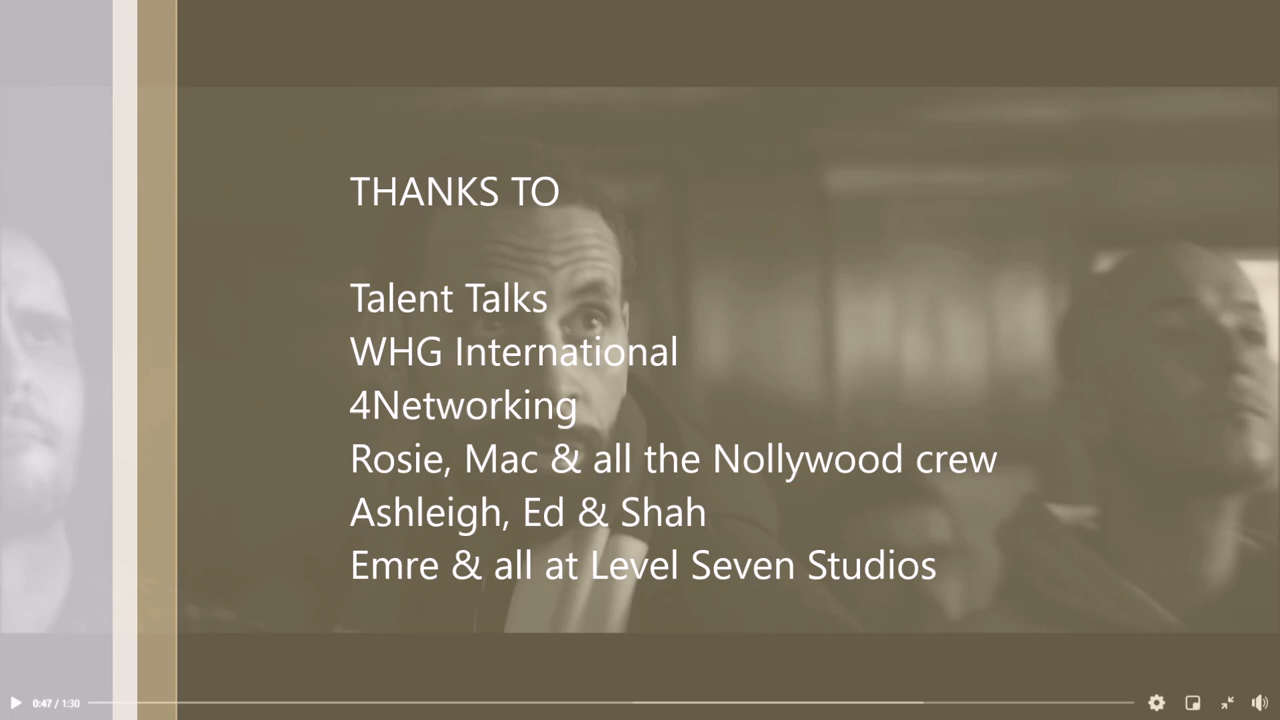 THANKS TO
Talent Talks
WHG International
4Networking
Rosie, Mac & all the Nollywood crew
Ashleigh, Ed & Shah
Emre & all at Level Seven Studios
0:47 / 1:30